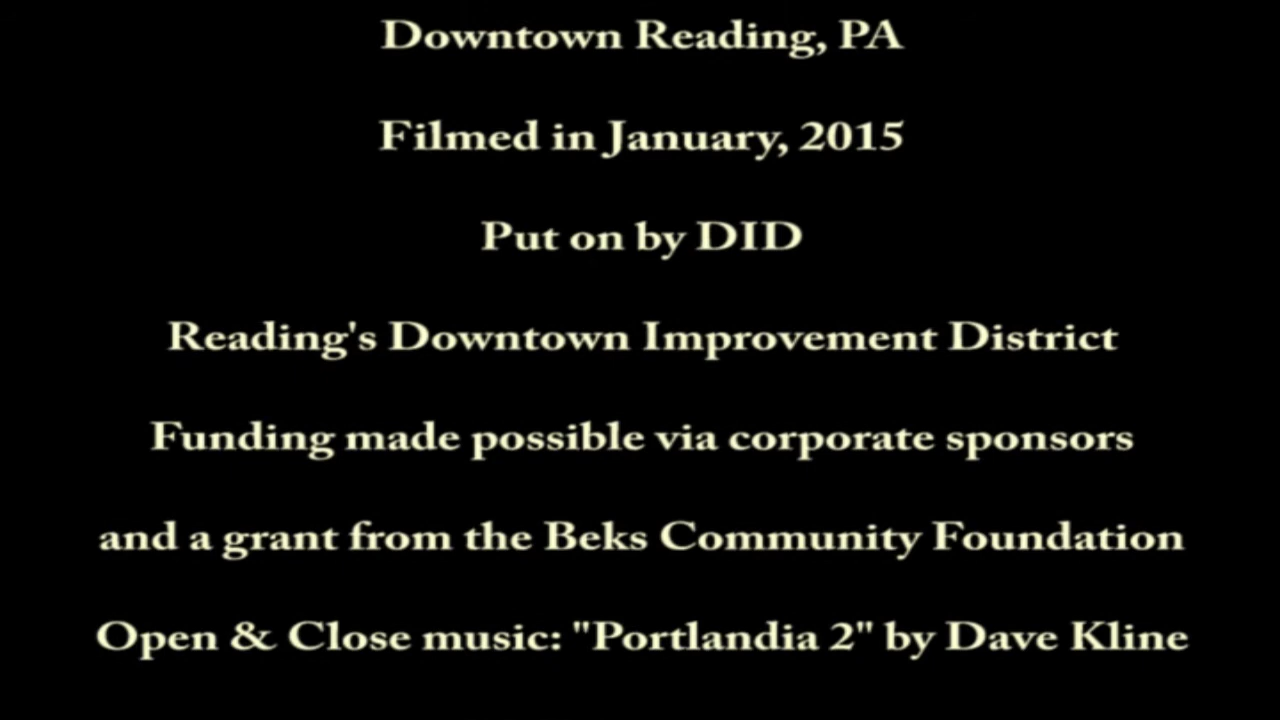 Downtown Reading, PA
Filmed in January, 2015
Put on by DID
Reading's Downtown Improvement District
Funding made possible via corporate sponsors
and a grant from the Beks Community Foundation
Open & Close music: "Portlandia 2" by Dave Kline